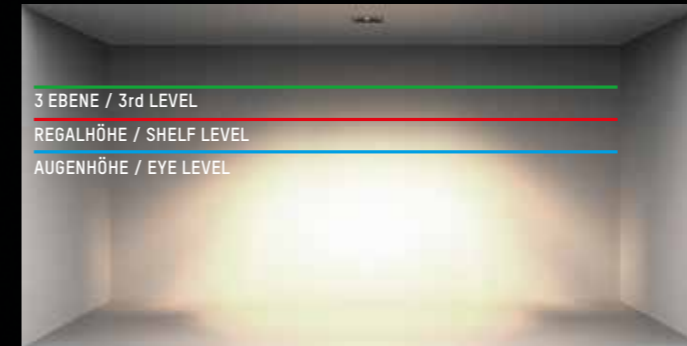 3 EBENE / 3rd LEVEL
REGALHÖHE / SHELF LEVEL
AUGENHÖHE / EYE LEVEL